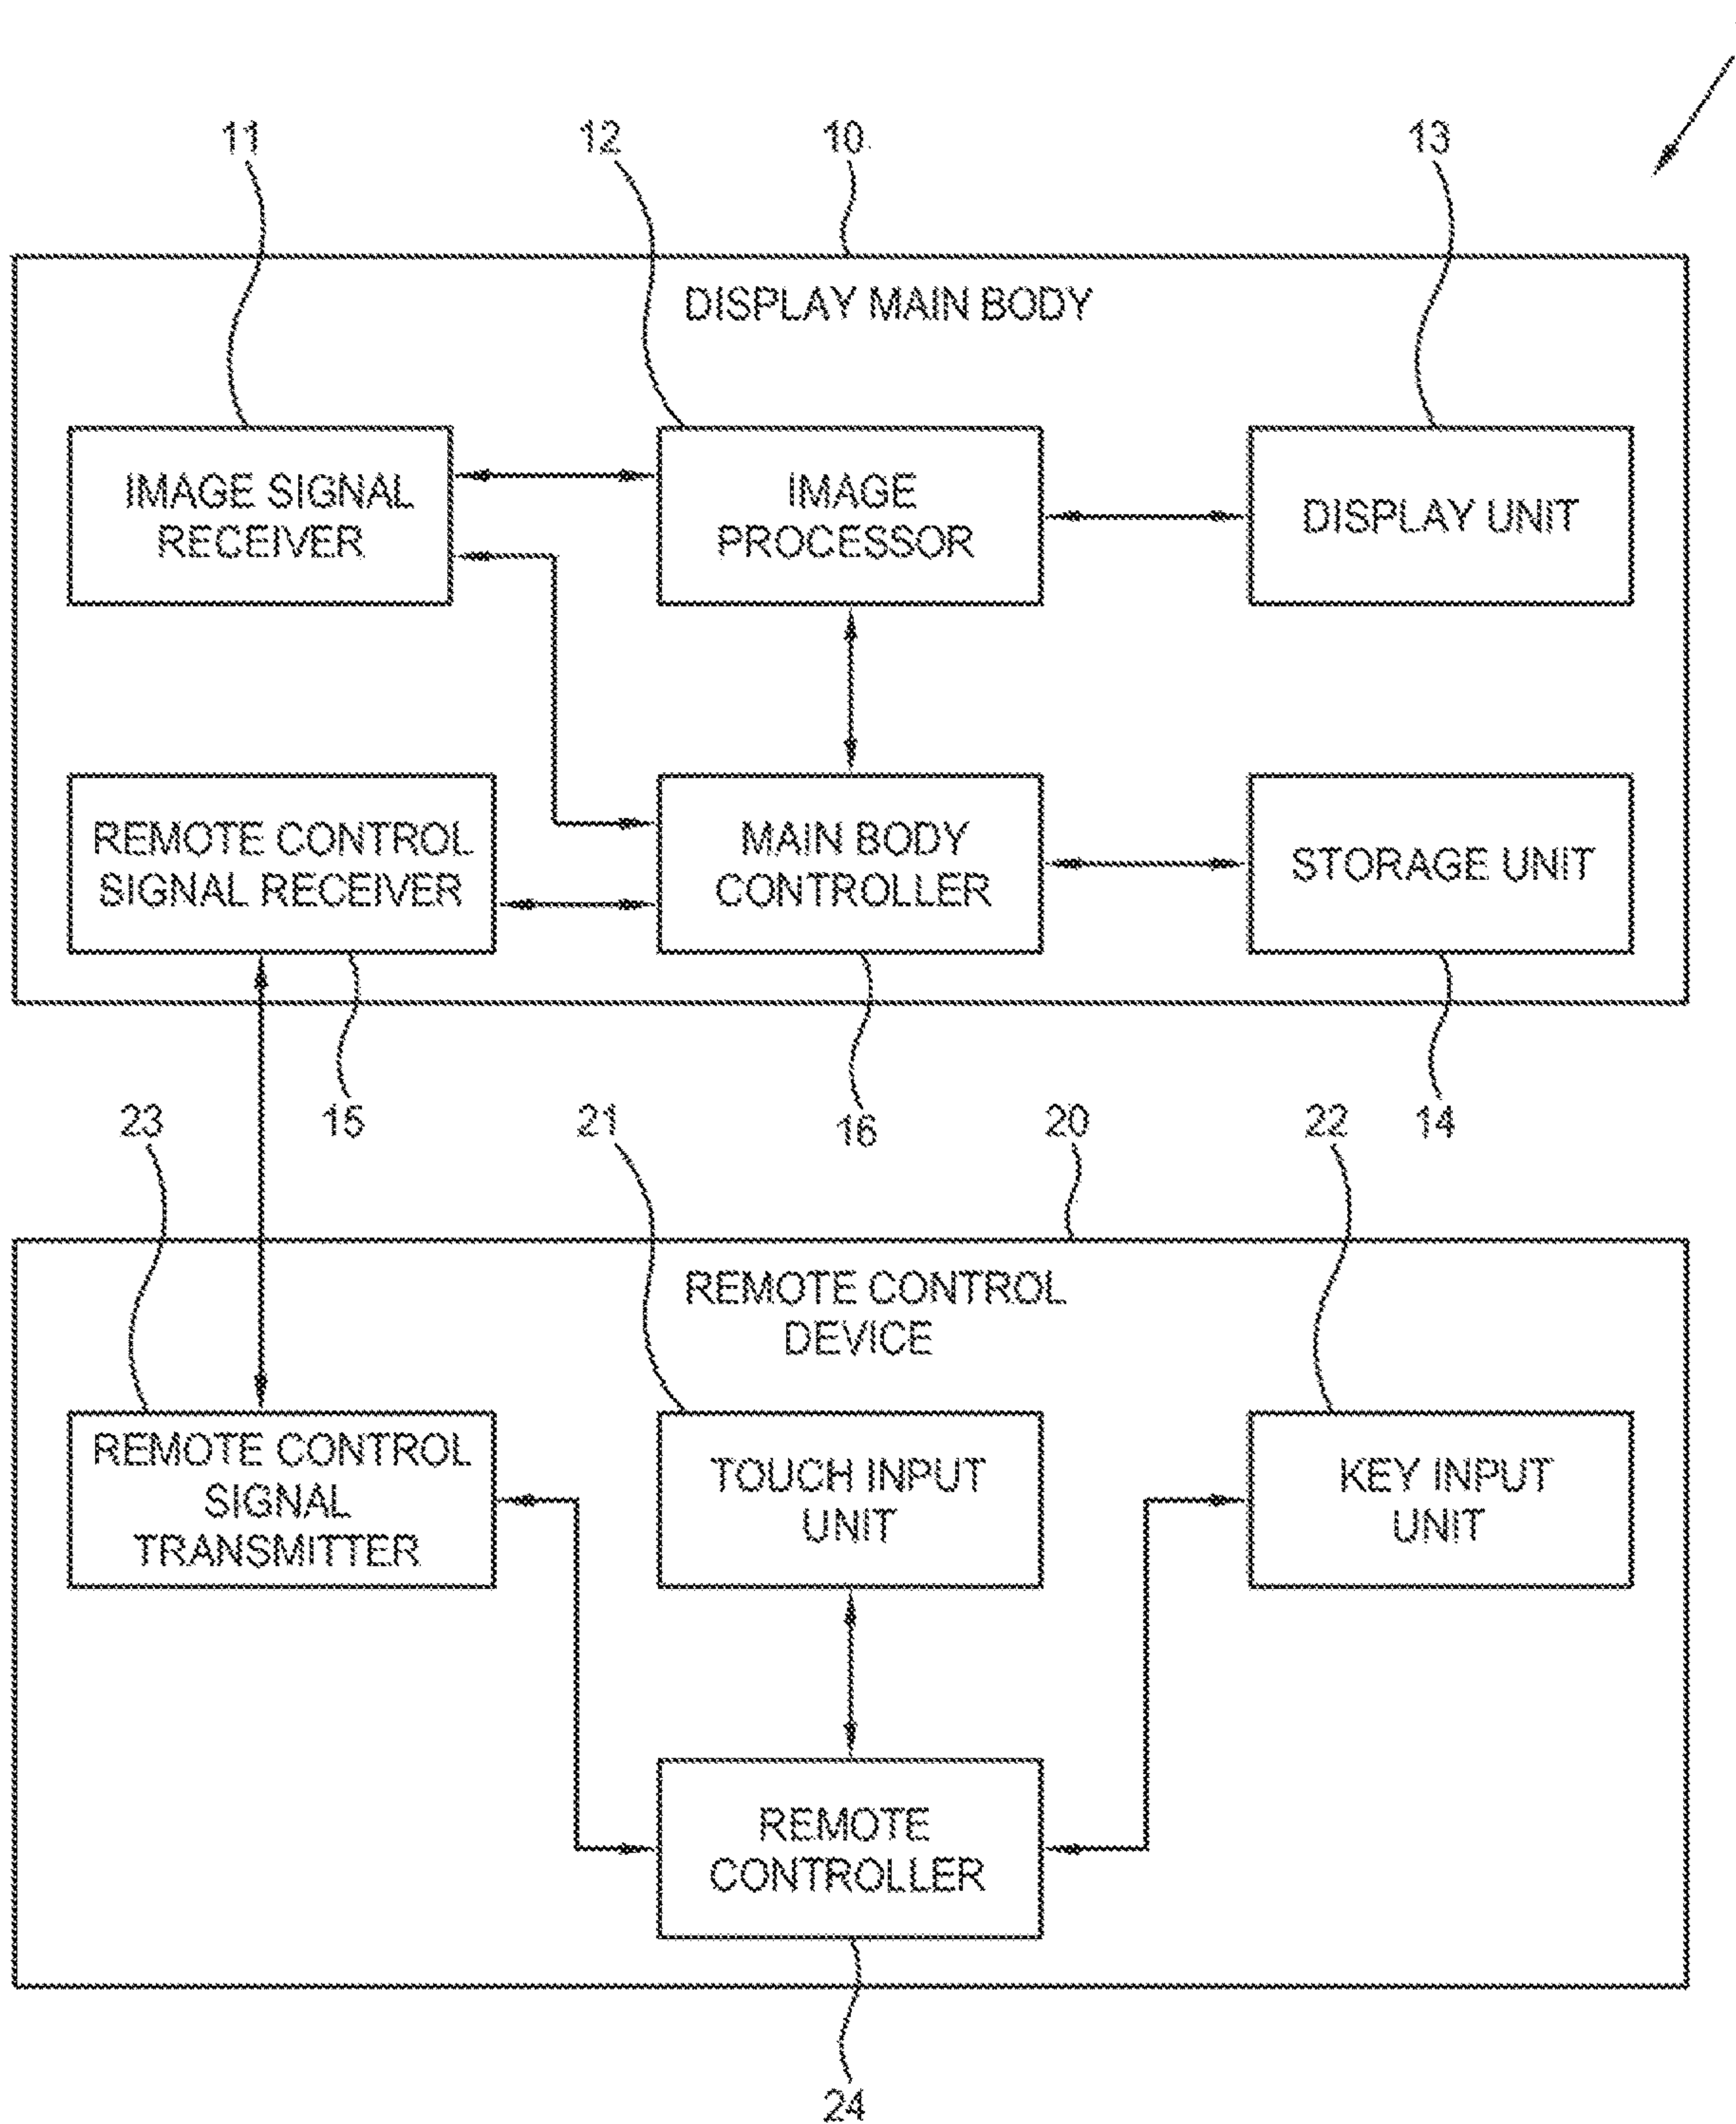 11
12
10
13
DISPLAY MAIN BODY
IMAGE SIGNAL
RECEIVER
IMAGE
PROCESSOR
DISPLAY UNIT
REMOTE CONTROL
SIGNAL RECEIVER
MAIN BODY
CONTROLLER
STORAGE UNIT
23
15
21
16
20
22
14
REMOTE CONTROL
DEVICE
REMOTE CONTROL
SIGNAL
TRANSMITTER
TOUCH INPUT
UNIT
KEY INPUT
UNIT
REMOTE
CONTROLLER
24